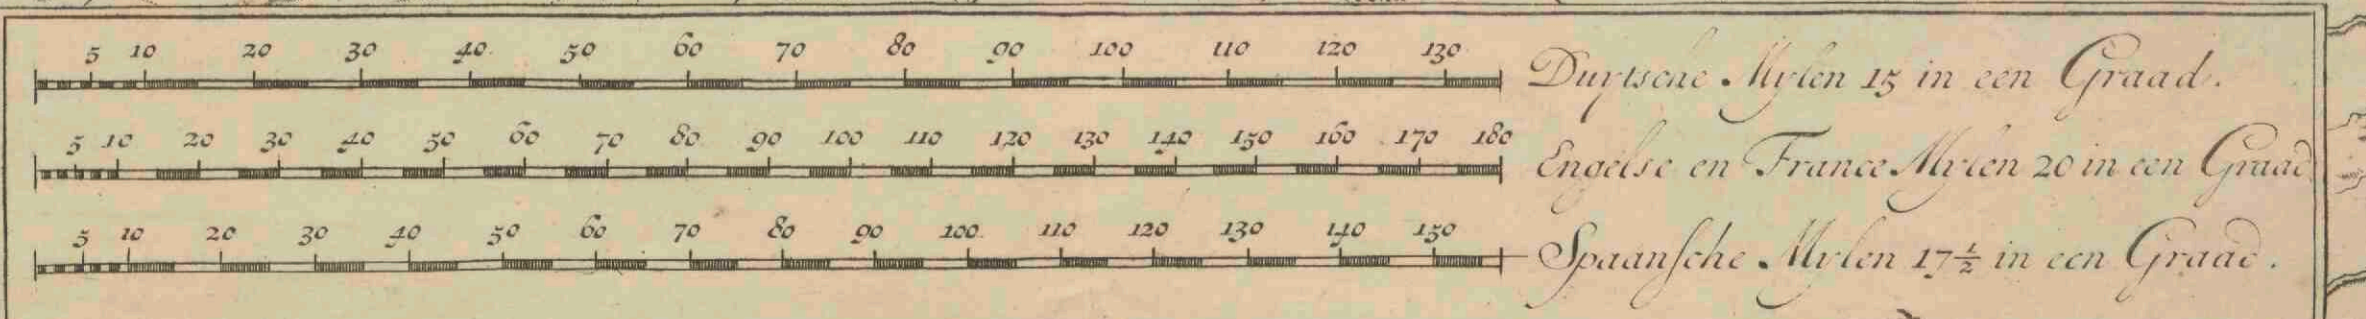 5 10 20 30 40 50 60 70 80 90 100 110 120 130 Duytsche Mylen 15 in een Graad.
5 10 20 30 40 50 60 70 80 90 100 110 120 130 140 150 160 170 180 Engelse en France Mylen 20 in een Graad
5 10 20 30 40 50 60 70 80 90 100 110 120 130 140 150 Spaansche Mylen 17½ in een Graad.